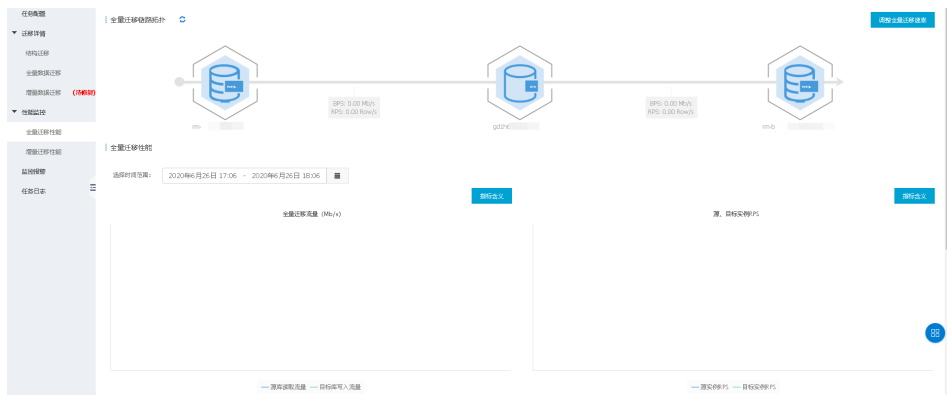 任务配置
迁移详情
结构迁移
全量数据迁移
增量数据迁移 (待修复)
性能监控
全量迁移性能
增量迁移性能
监控报警
任务日志
全量迁移链路拓扑
调整全量迁移速率
BPS: 0.00 Mb/s
RPS: 0.00 Row/s
BPS: 0.00 Mb/s
RPS: 0.00 Row/s
rm-
rm-b
全量迁移性能
选择时间范围:
2020年6月26日 17:06 - 2020年6月26日 18:06
指标含义
指标含义
全量迁移流量 (Mb/s)
源、目标实例RPS
源库读取流量 目标库写入流量
源实例RPS 目标实例RPS